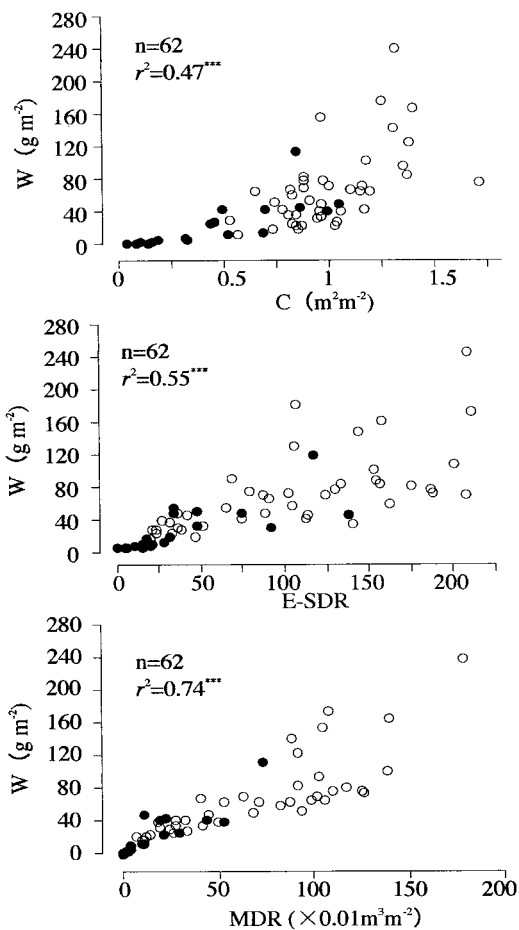 280
240
200
160
120
80
40
0
W (g m⁻²)
n=62
r²=0.47***
0 0.5 1 1.5
C (m²m⁻²)
280
240
200
160
120
80
40
0
W (g m⁻²)
n=62
r²=0.55***
0 25 50 100 150 200
E-SDR
280
240
200
160
120
80
40
0
W (g m⁻²)
n=62
r²=0.74***
0 50 100 150 200
MDR (×0.01m³m⁻²)